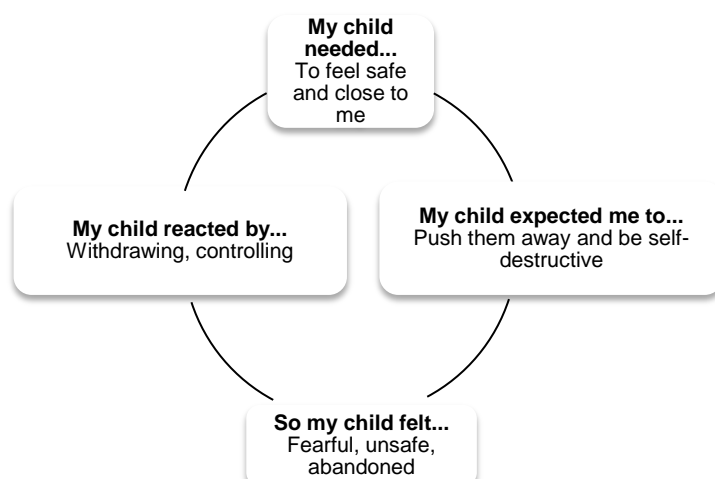 My child
needed...
To feel safe
and close to
me
My child expected me to...
Push them away and be self-
destructive
So my child felt...
Fearful, unsafe,
abandoned
My child reacted by...
Withdrawing, controlling